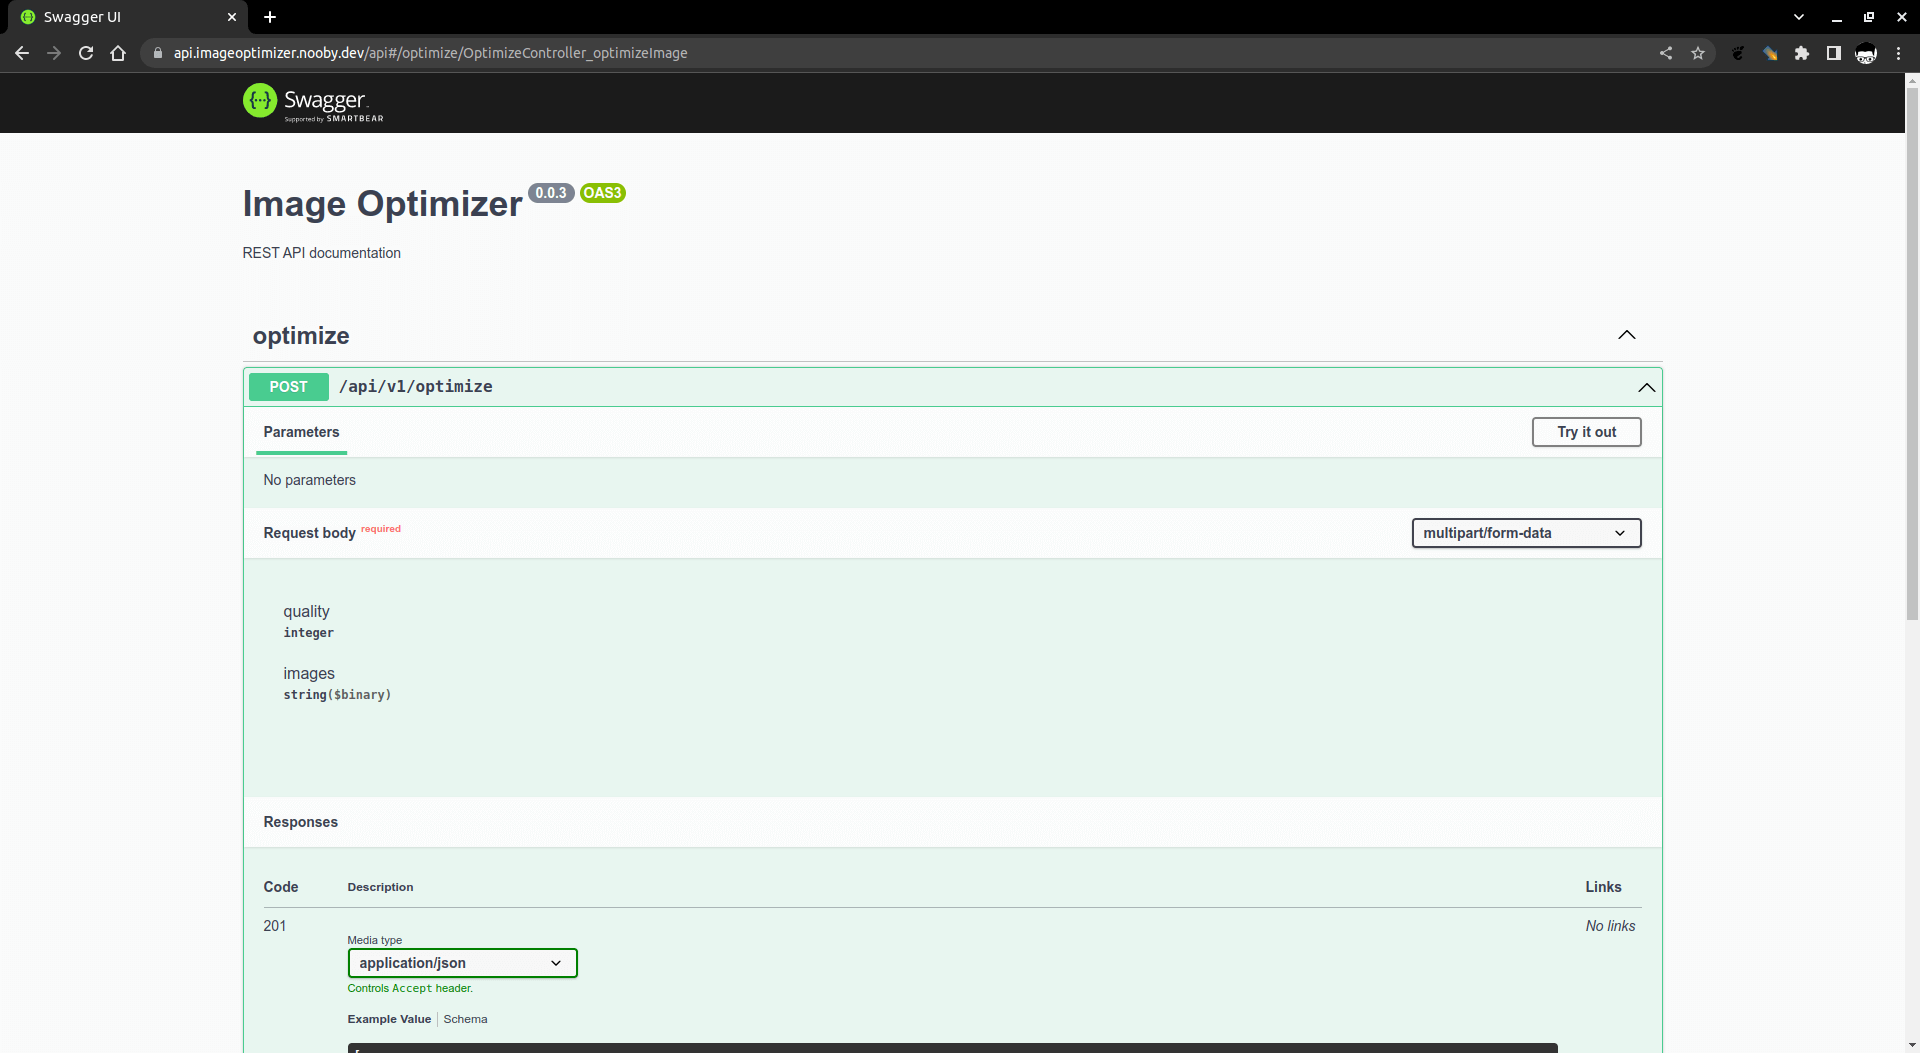 Swagger UI
api.imageoptimizer.nooby.dev/api#/optimize/OptimizeController_optimizeImage
Swagger
Supported by SMARTBEAR
Image Optimizer 0.0.3 OAS3
REST API documentation
optimize
POST /api/v1/optimize
Parameters Try it out
No parameters
Request body required multipart/form-data
quality
integer
images
string($binary)
Responses
Code Description Links
201 No links
Media type
application/json
Controls Accept header.
Example Value Schema